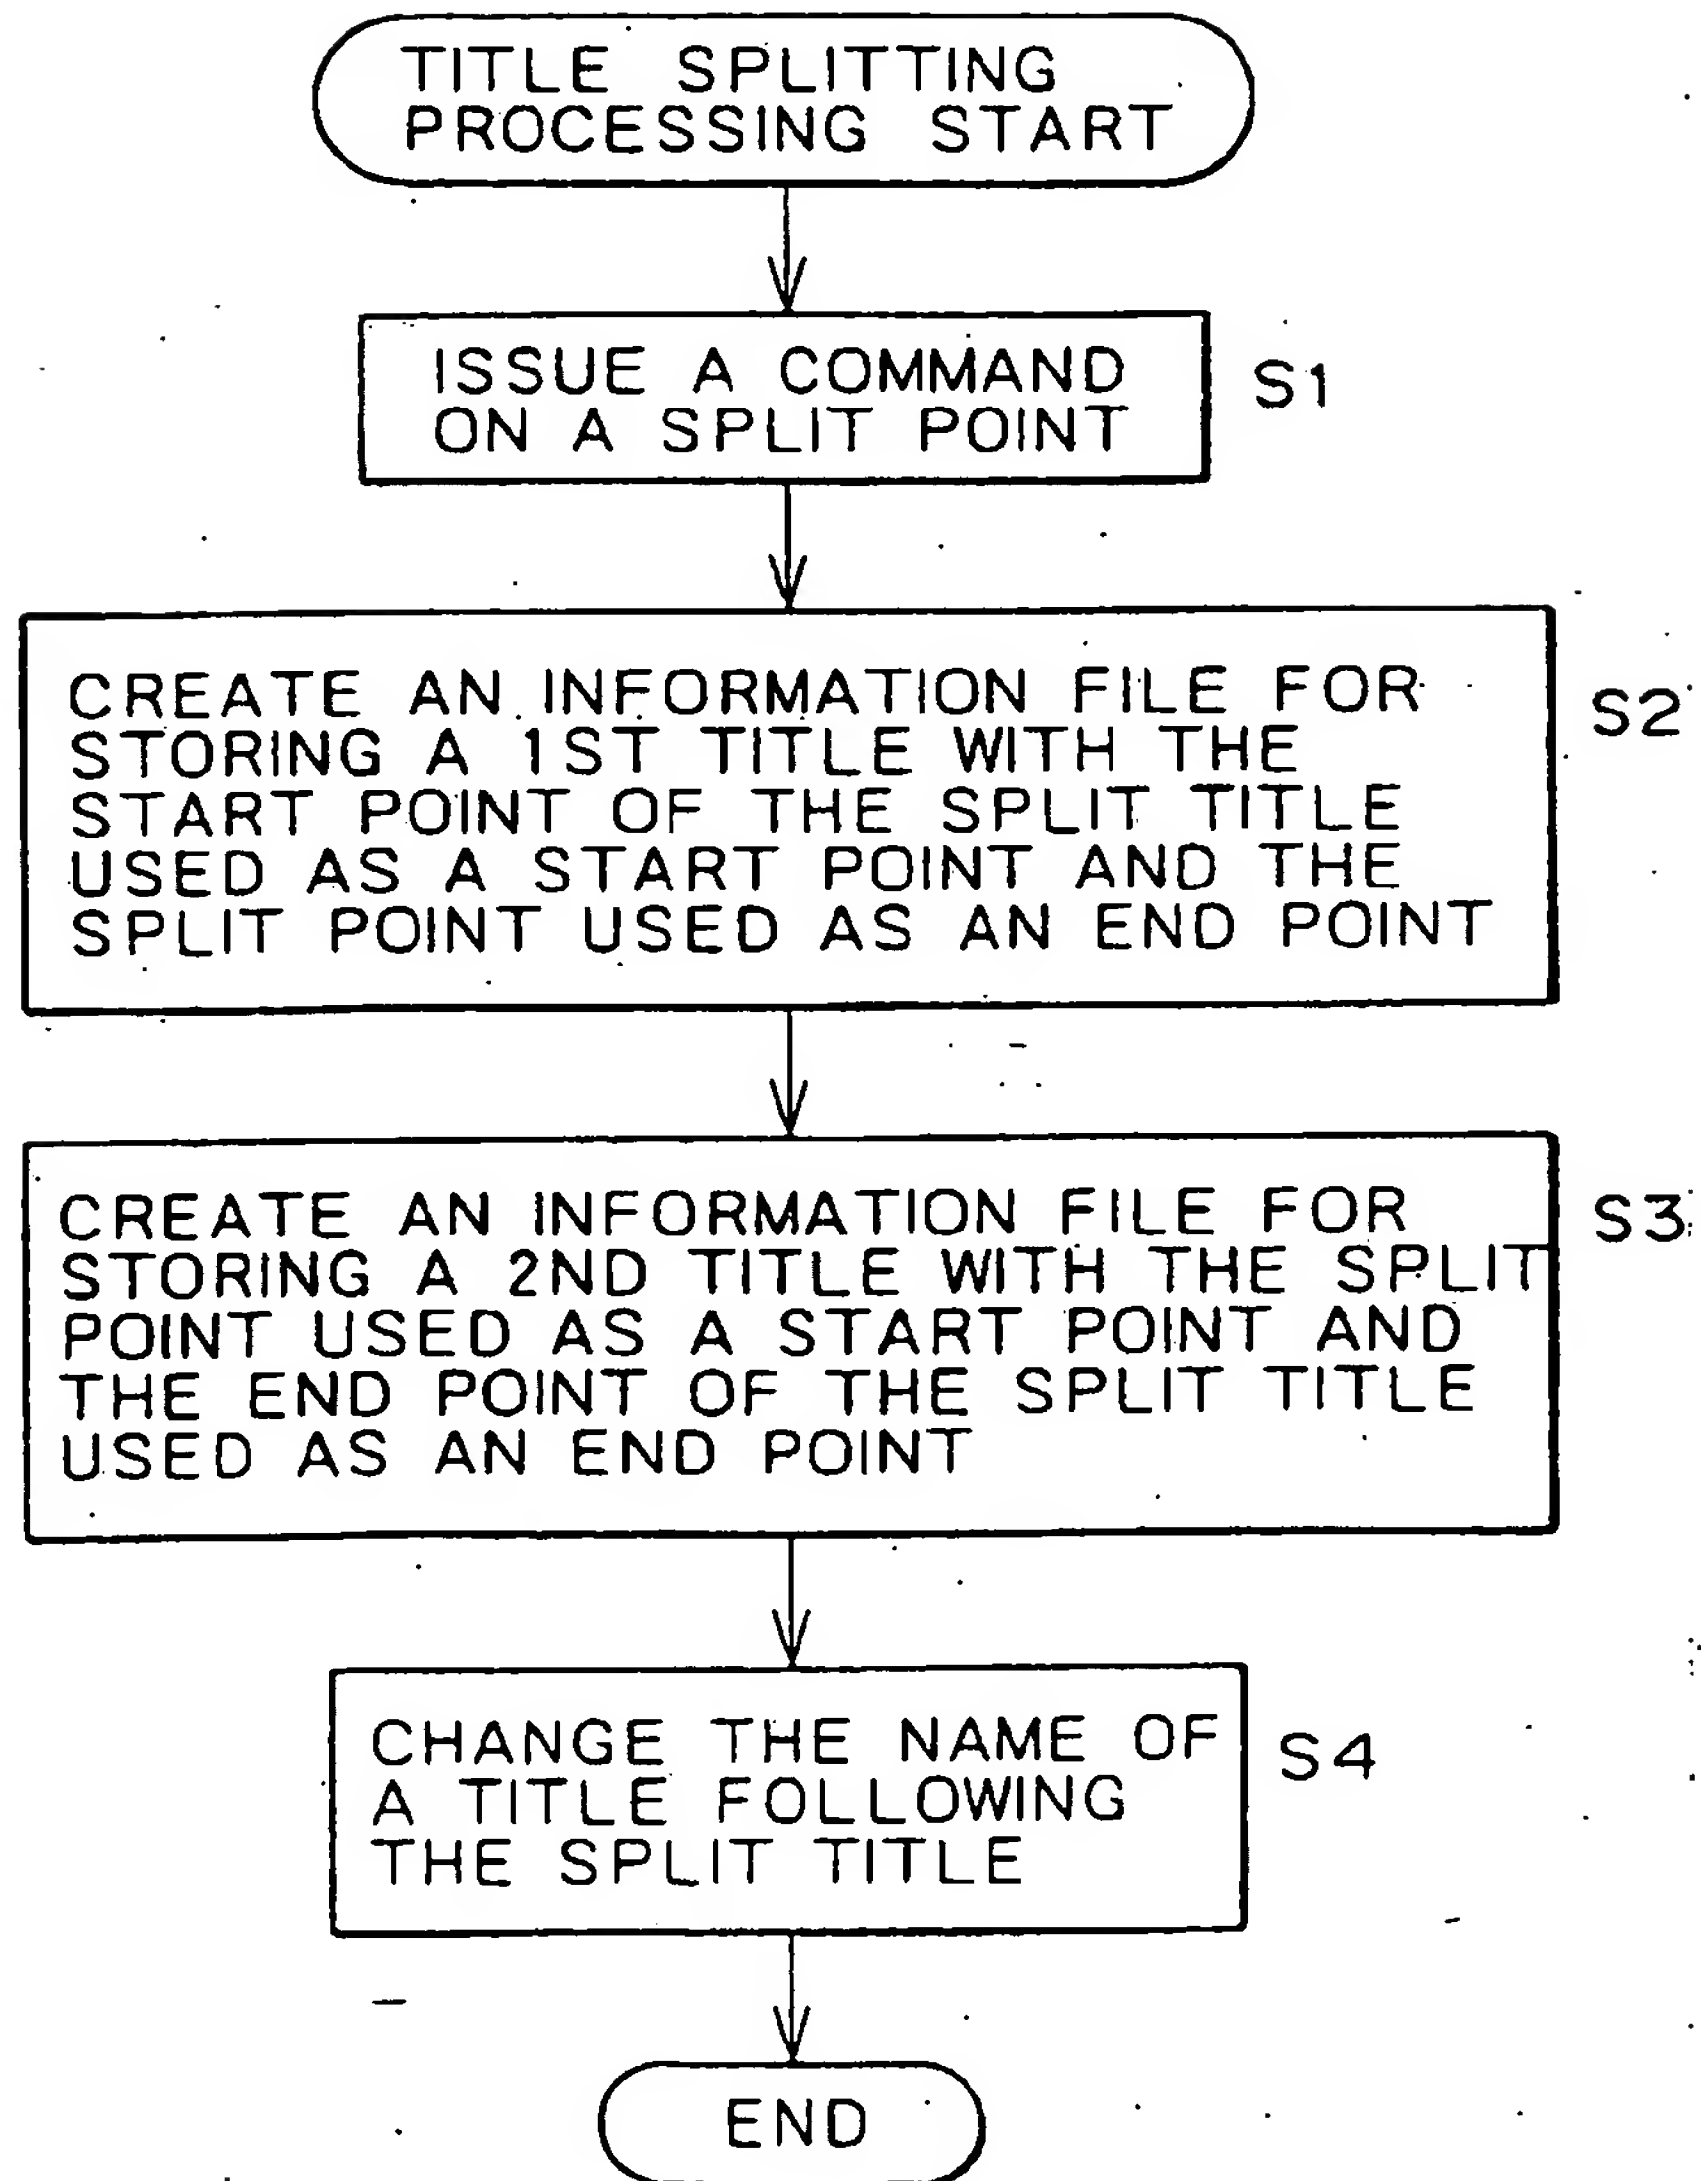 TITLE SPLITTING
PROCESSING START
ISSUE A COMMAND
ON A SPLIT POINT
S1
CREATE AN INFORMATION FILE FOR
STORING A 1ST TITLE WITH THE
START POINT OF THE SPLIT TITLE
USED AS A START POINT AND THE
SPLIT POINT USED AS AN END POINT
S2
CREATE AN INFORMATION FILE FOR
STORING A 2ND TITLE WITH THE SPLIT
POINT USED AS A START POINT AND
THE END POINT OF THE SPLIT TITLE
USED AS AN END POINT
S3
CHANGE THE NAME OF
A TITLE FOLLOWING
THE SPLIT TITLE
S4
END